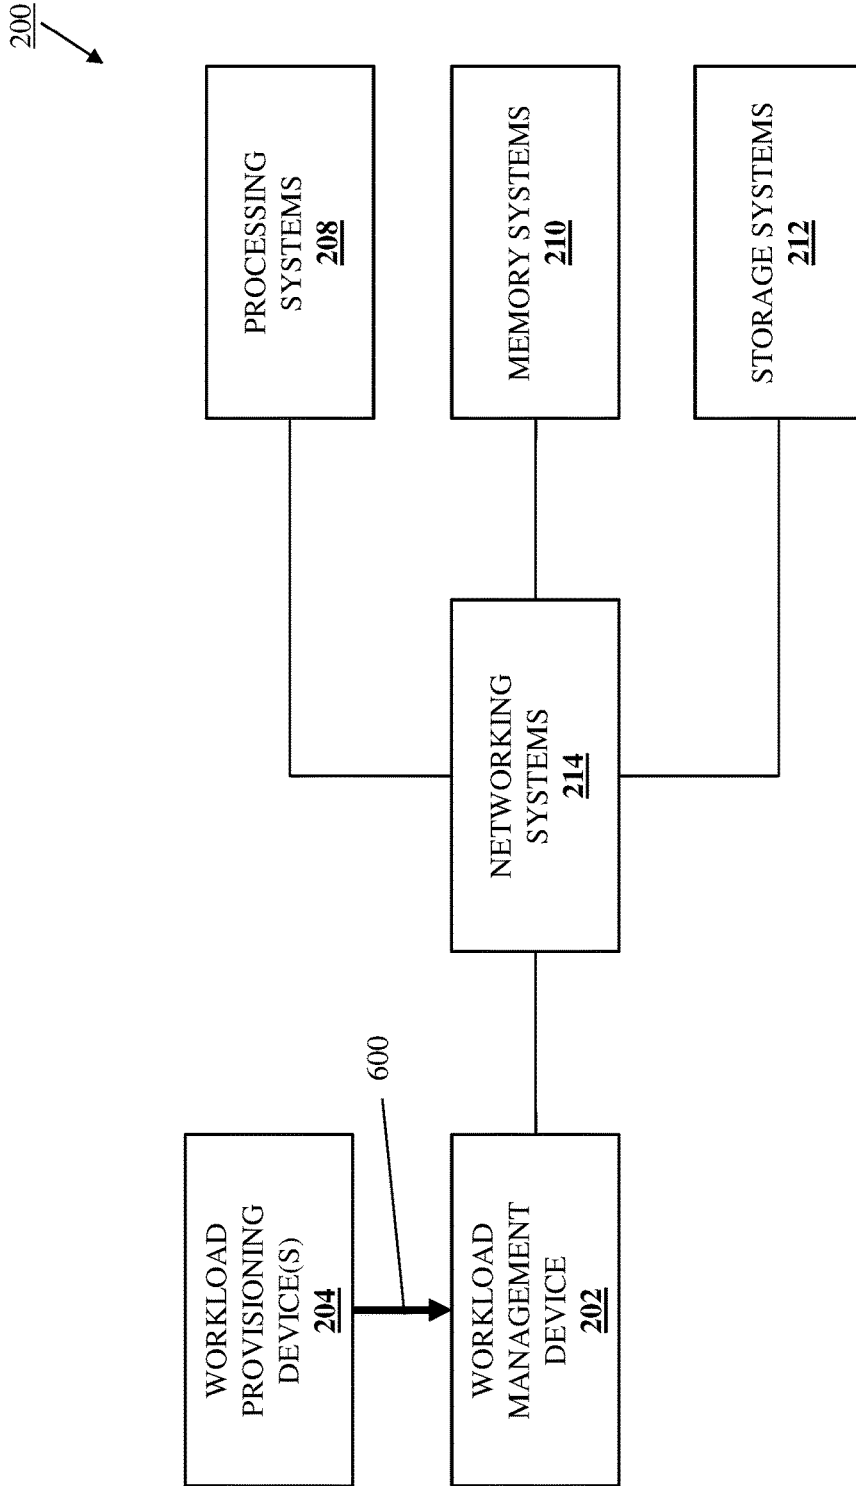 200
WORKLOAD
PROVISIONING
DEVICE(S)
204
600
WORKLOAD
MANAGEMENT
DEVICE
202
NETWORKING
SYSTEMS
214
PROCESSING
SYSTEMS
208
MEMORY SYSTEMS
210
STORAGE SYSTEMS
212